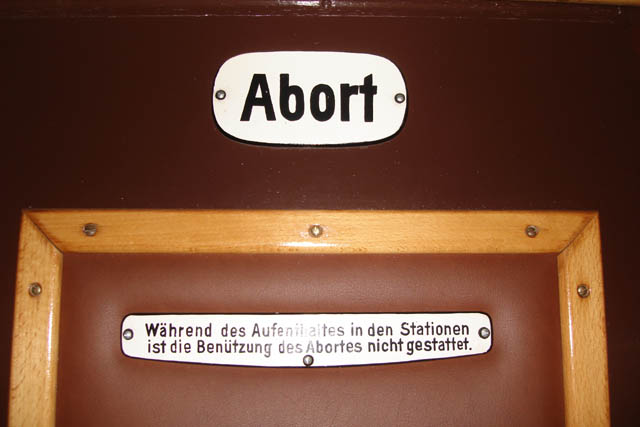 Abort
Während des Aufenthaltes in den Stationen
ist die Benützung des Abortes nicht gestattet.